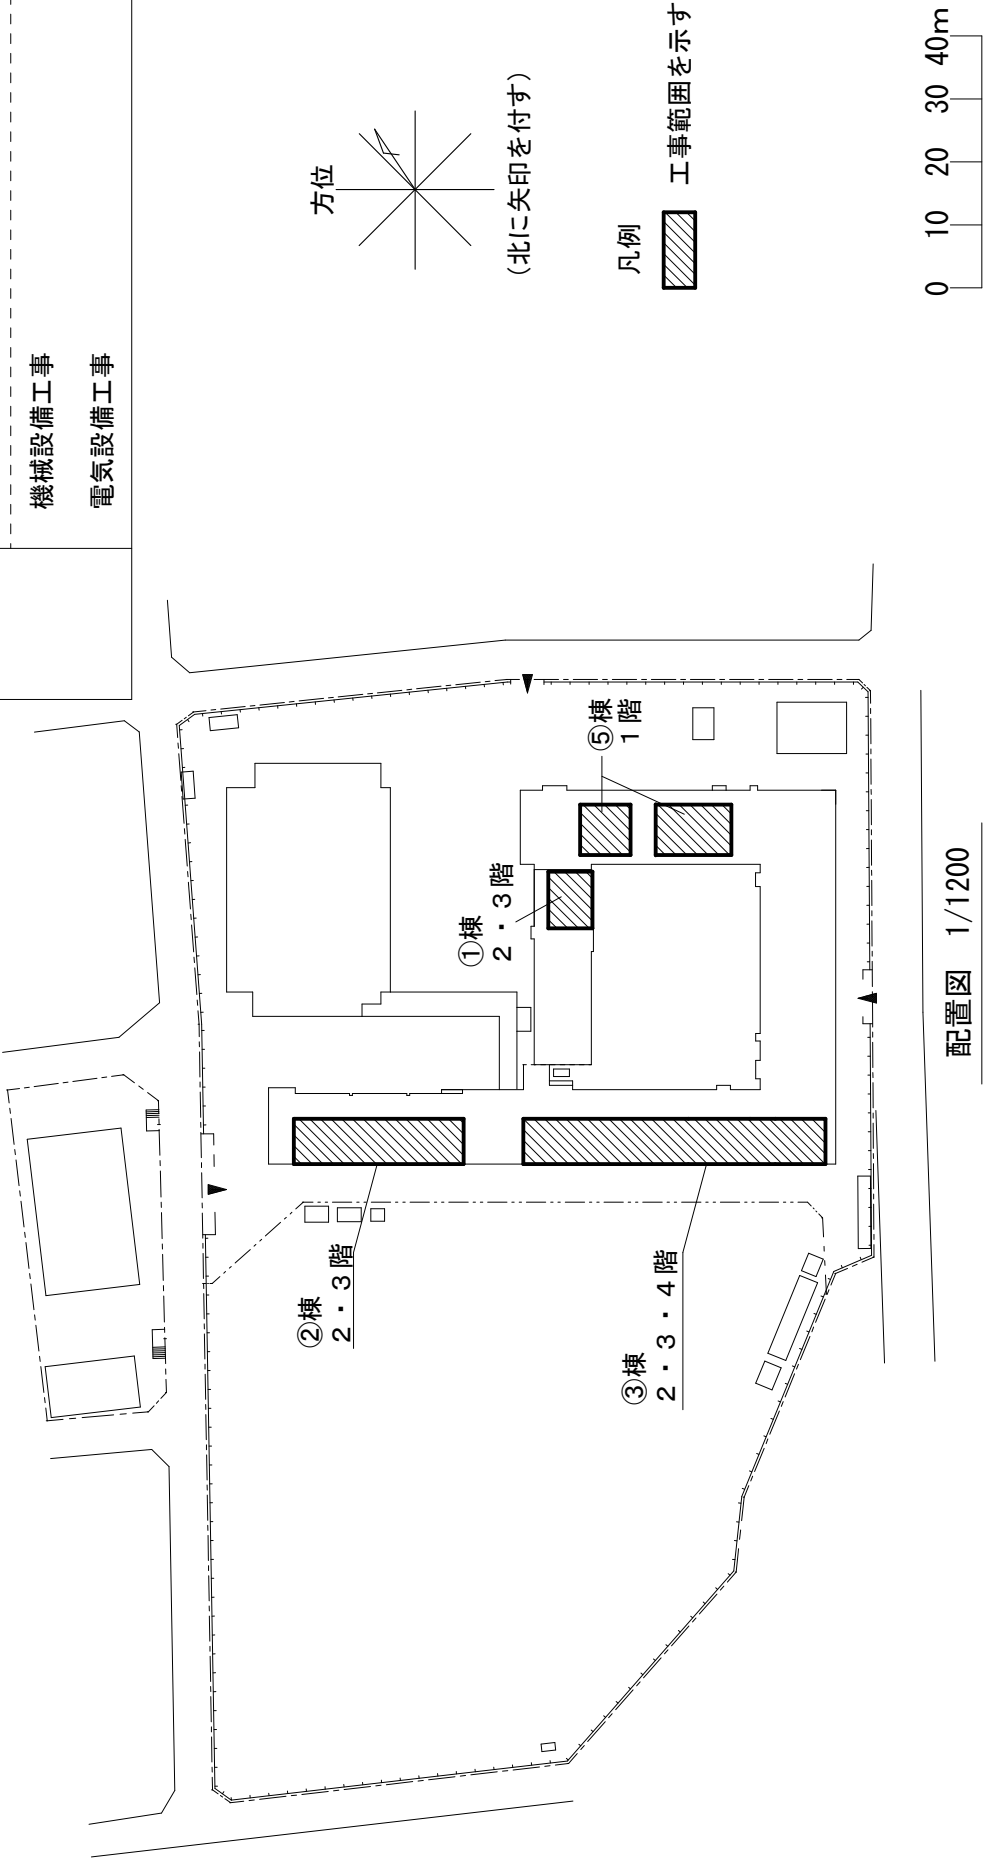 機械設備工事
電気設備工事
方位
(北に矢印を付す)
凡例
工事範囲を示す
0 10 20 30 40m
①棟
2・3階
②棟
2・3階
③棟
2・3・4階
⑤棟
1階
配置図 1/1200